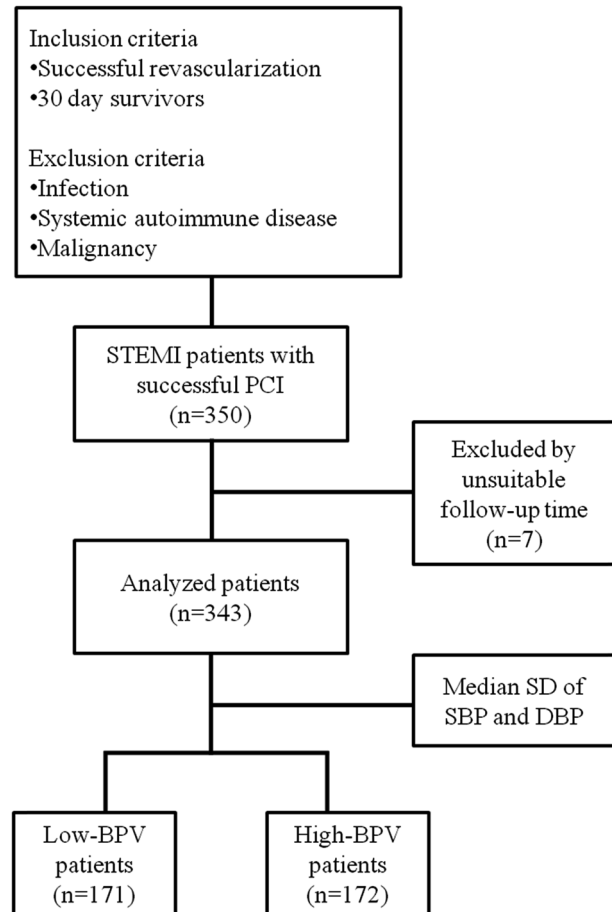 Inclusion criteria
•Successful revascularization
•30 day survivors
Exclusion criteria
•Infection
•Systemic autoimmune disease
•Malignancy
STEMI patients with
successful PCI
(n=350)
Excluded by
unsuitable
follow-up time
(n=7)
Analyzed patients
(n=343)
Median SD of
SBP and DBP
Low-BPV
patients
(n=171)
High-BPV
patients
(n=172)